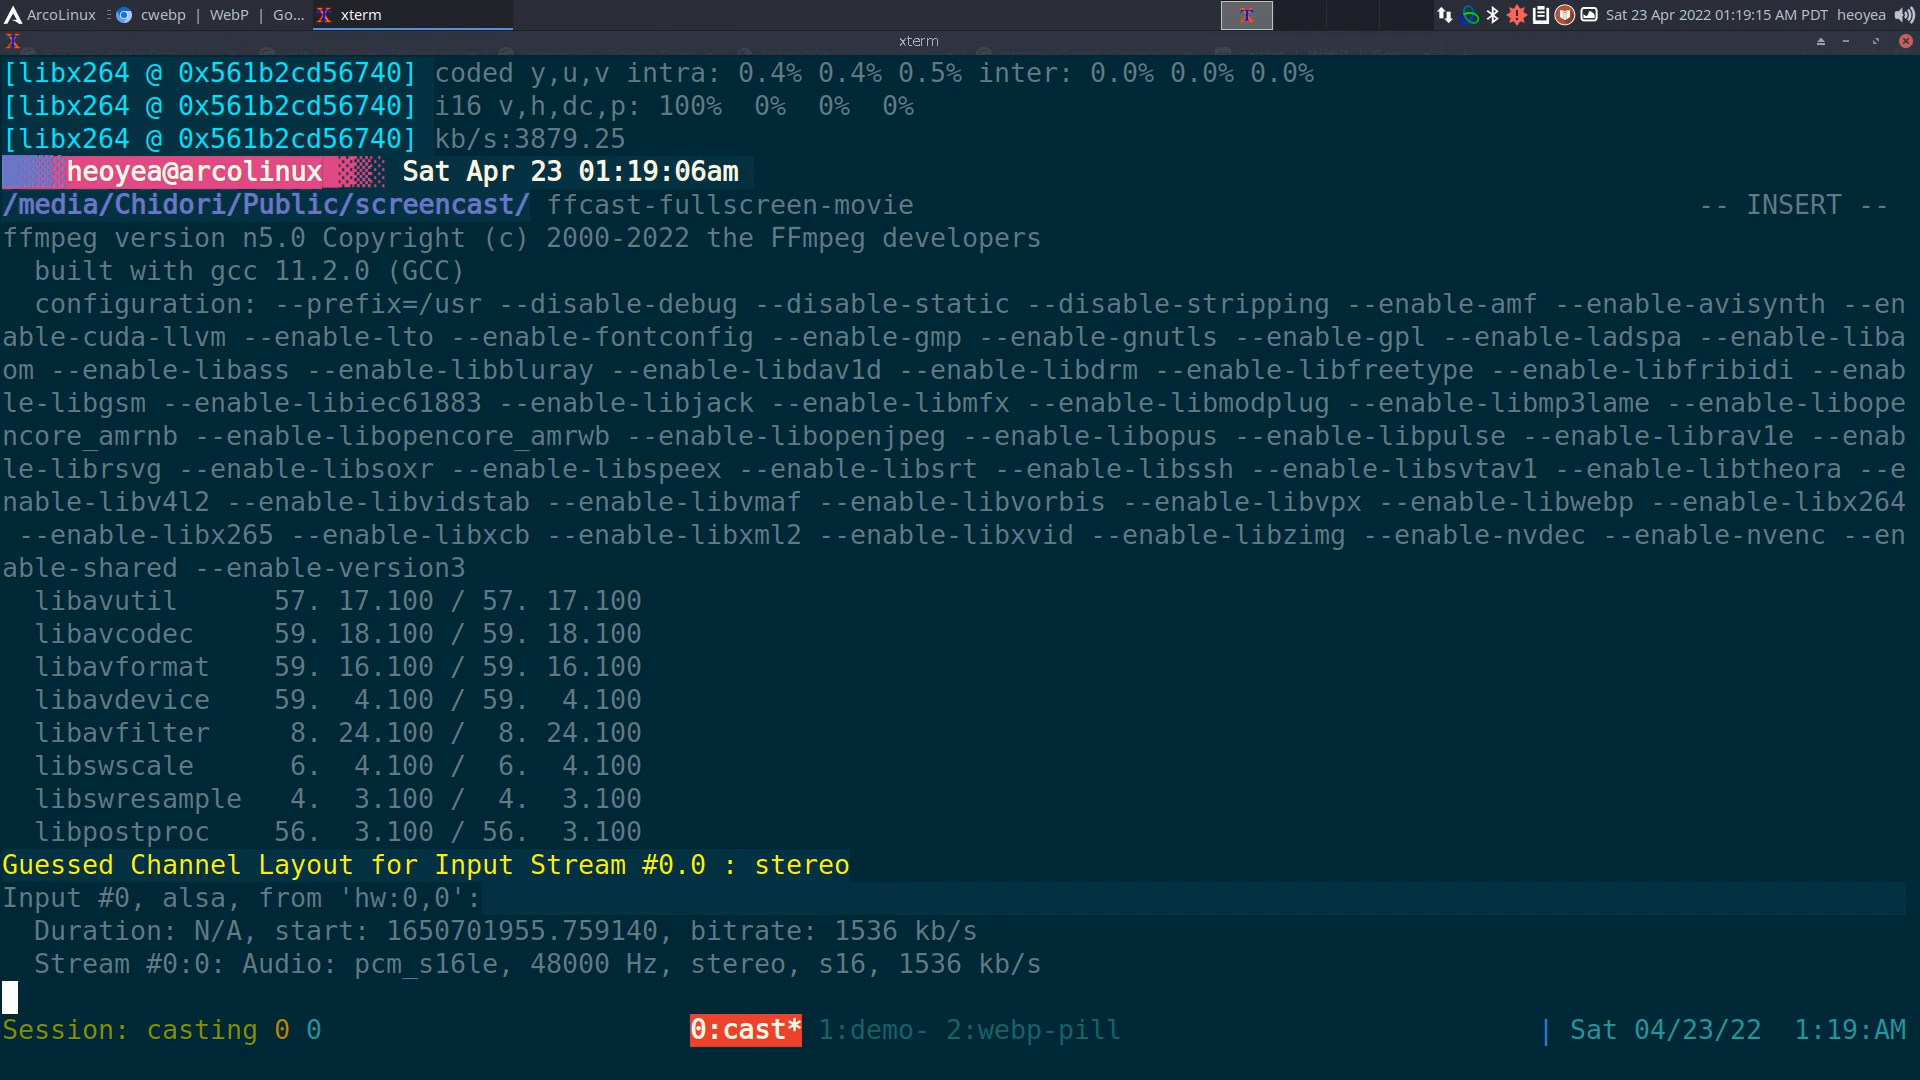 ArcoLinux cwebp | WebP | Go... xterm Sat 23 Apr 2022 01:19:15 AM PDT heoyea
xterm
[libx264 @ 0x561b2cd56740] coded y,u,v intra: 0.4% 0.4% 0.5% inter: 0.0% 0.0% 0.0%
[libx264 @ 0x561b2cd56740] i16 v,h,dc,p: 100%  0%  0%  0%
[libx264 @ 0x561b2cd56740] kb/s:3879.25
heoyea@arcolinux Sat Apr 23 01:19:06am
/media/Chidori/Public/screencast/ ffcast-fullscreen-movie -- INSERT --
ffmpeg version n5.0 Copyright (c) 2000-2022 the FFmpeg developers
  built with gcc 11.2.0 (GCC)
  configuration: --prefix=/usr --disable-debug --disable-static --disable-stripping --enable-amf --enable-avisynth --en
able-cuda-llvm --enable-lto --enable-fontconfig --enable-gmp --enable-gnutls --enable-gpl --enable-ladspa --enable-liba
om --enable-libass --enable-libbluray --enable-libdav1d --enable-libdrm --enable-libfreetype --enable-libfribidi --enab
le-libgsm --enable-libiec61883 --enable-libjack --enable-libmfx --enable-libmodplug --enable-libmp3lame --enable-libope
ncore_amrnb --enable-libopencore_amrwb --enable-libopenjpeg --enable-libopus --enable-libpulse --enable-librav1e --enab
le-librsvg --enable-libsoxr --enable-libspeex --enable-libsrt --enable-libssh --enable-libsvtav1 --enable-libtheora --e
nable-libv4l2 --enable-libvidstab --enable-libvmaf --enable-libvorbis --enable-libvpx --enable-libwebp --enable-libx264
 --enable-libx265 --enable-libxcb --enable-libxml2 --enable-libxvid --enable-libzimg --enable-nvdec --enable-nvenc --en
able-shared --enable-version3
  libavutil      57. 17.100 / 57. 17.100
  libavcodec     59. 18.100 / 59. 18.100
  libavformat    59. 16.100 / 59. 16.100
  libavdevice    59.  4.100 / 59.  4.100
  libavfilter     8. 24.100 /  8. 24.100
  libswscale      6.  4.100 /  6.  4.100
  libswresample   4.  3.100 /  4.  3.100
  libpostproc    56.  3.100 / 56.  3.100
Guessed Channel Layout for Input Stream #0.0 : stereo
Input #0, alsa, from 'hw:0,0':
  Duration: N/A, start: 1650701955.759140, bitrate: 1536 kb/s
  Stream #0:0: Audio: pcm_s16le, 48000 Hz, stereo, s16, 1536 kb/s
Session: casting 0 0 0:cast* 1:demo- 2:webp-pill | Sat 04/23/22  1:19:AM